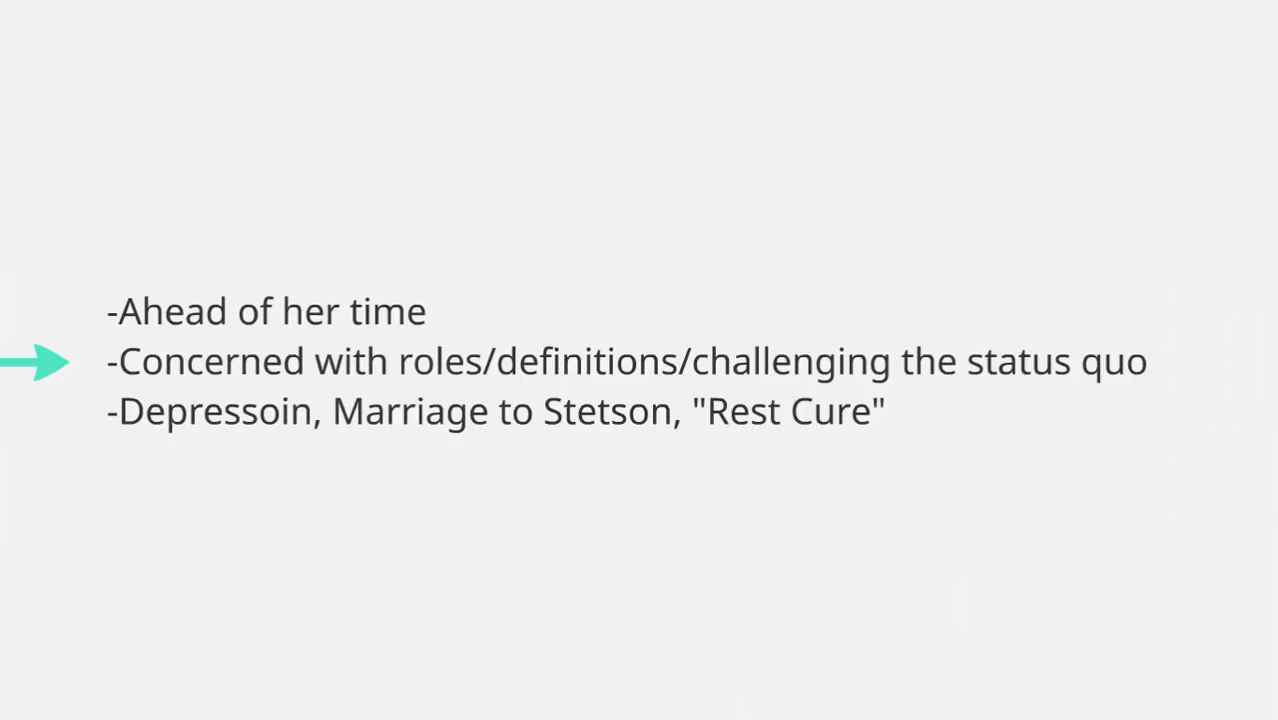 -Ahead of her time
-Concerned with roles/definitions/challenging the status quo
-Depressoin, Marriage to Stetson, "Rest Cure"